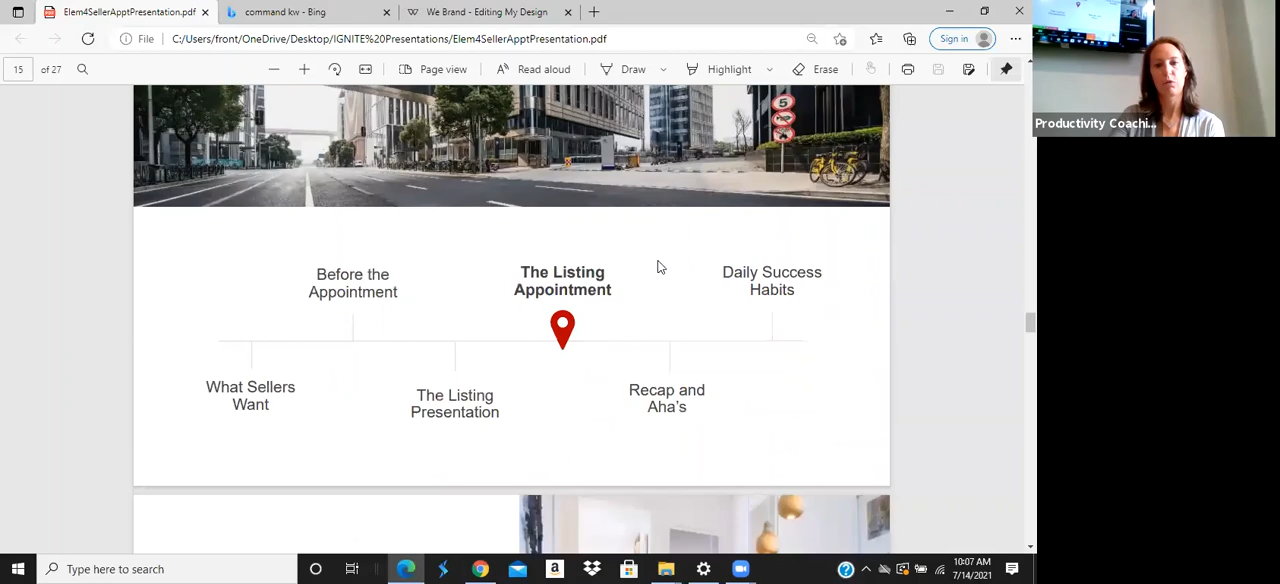 Elem4SellerApptPresentation.pdf
command kw - Bing
We Brand - Editing My Design
File
C:/Users/front/OneDrive/Desktop/IGNITE%20Presentations/Elem4SellerApptPresentation.pdf
Sign in
15 of 27
Page view
Read aloud
Draw
Highlight
Erase
Productivity Coachi...
5
Before the
Appointment
The Listing
Appointment
Daily Success
Habits
What Sellers
Want
The Listing
Presentation
Recap and
Aha's
Type here to search
10:07 AM
7/14/2021